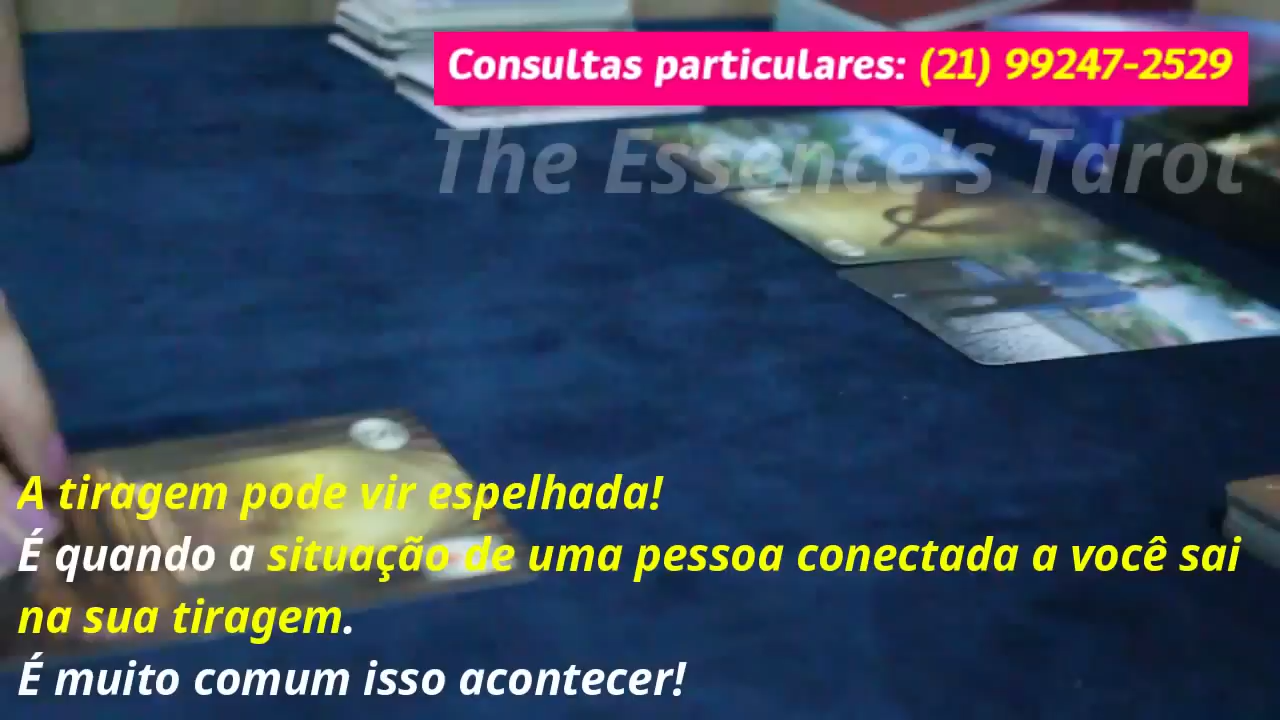 Consultas particulares: (21) 99247-2529
The Essence's Tarot
A tiragem pode vir espelhada!
É quando a situação de uma pessoa conectada a você sai
na sua tiragem.
É muito comum isso acontecer!